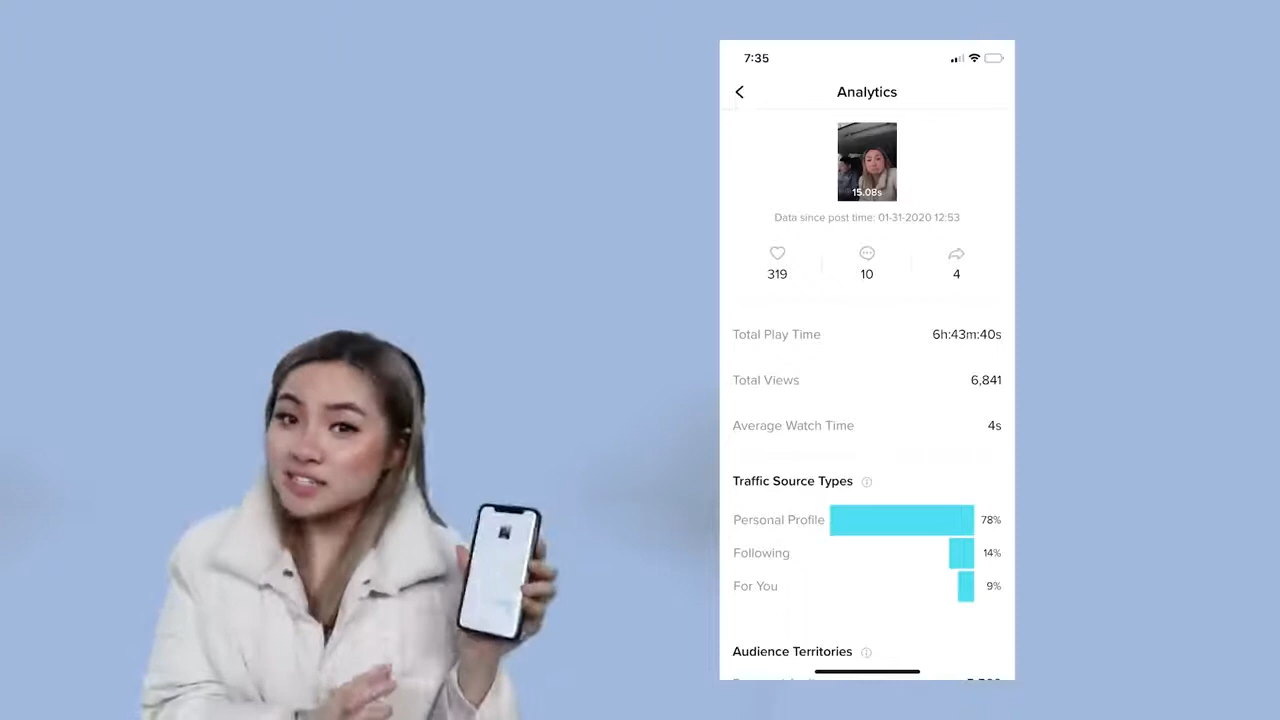 7:35
Analytics
15.08s
Data since post time: 01-31-2020 12:53
319 10 4
Total Play Time 6h:43m:40s
Total Views 6,841
Average Watch Time 4s
Traffic Source Types
Personal Profile 78%
Following 14%
For You 9%
Audience Territories